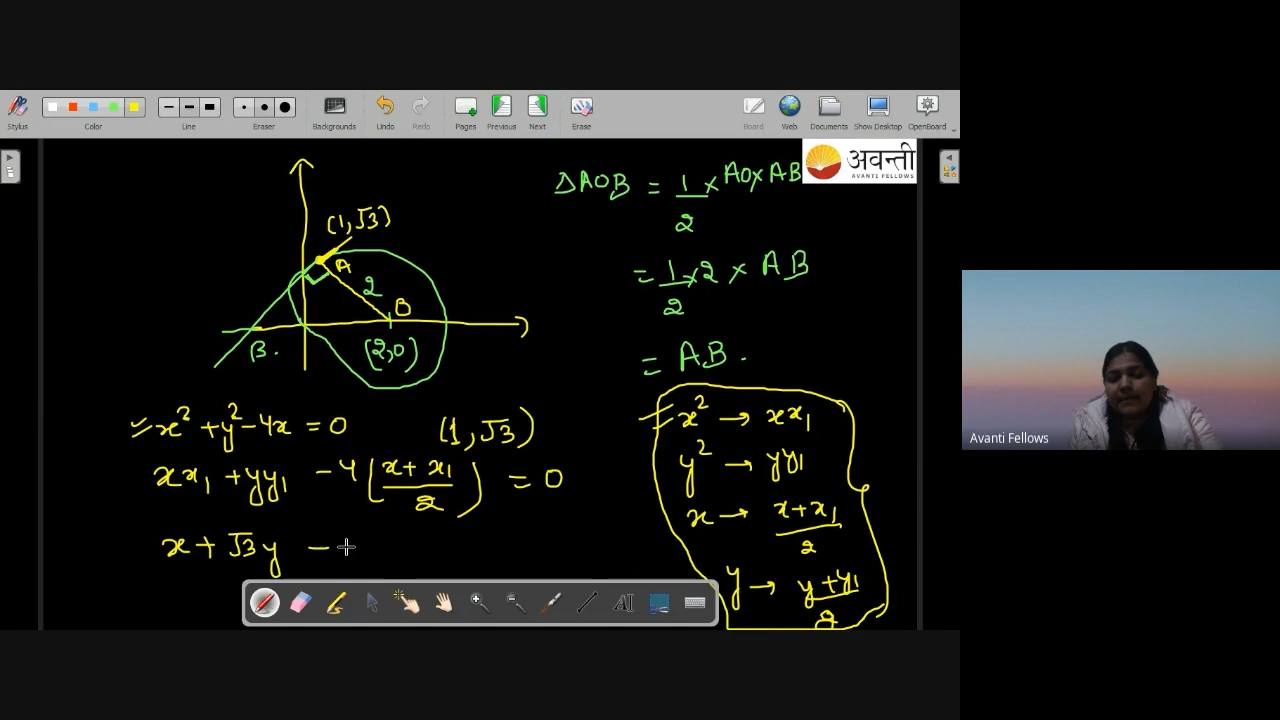 Stylus
Color
Line
Eraser
Backgrounds
Undo
Redo
Pages
Previous
Next
Erase
Board
Web
Documents
Show Desktop
OpenBoard
अवन्ती
AVANTI FELLOWS
(1,√3)
A
2
O
B.
(2,0)
ΔAOB = 1/2 × AO × AB
= 1/2 × 2 × AB
= AB.
x² + y² - 4x = 0 (1,√3)
xx₁ + yy₁ - 4((x + x₁)/2) = 0
x + √3y -
x² → xx₁
y² → yy₁
x → (x + x₁)/2
y → (y + y₁)/2
Avanti Fellows